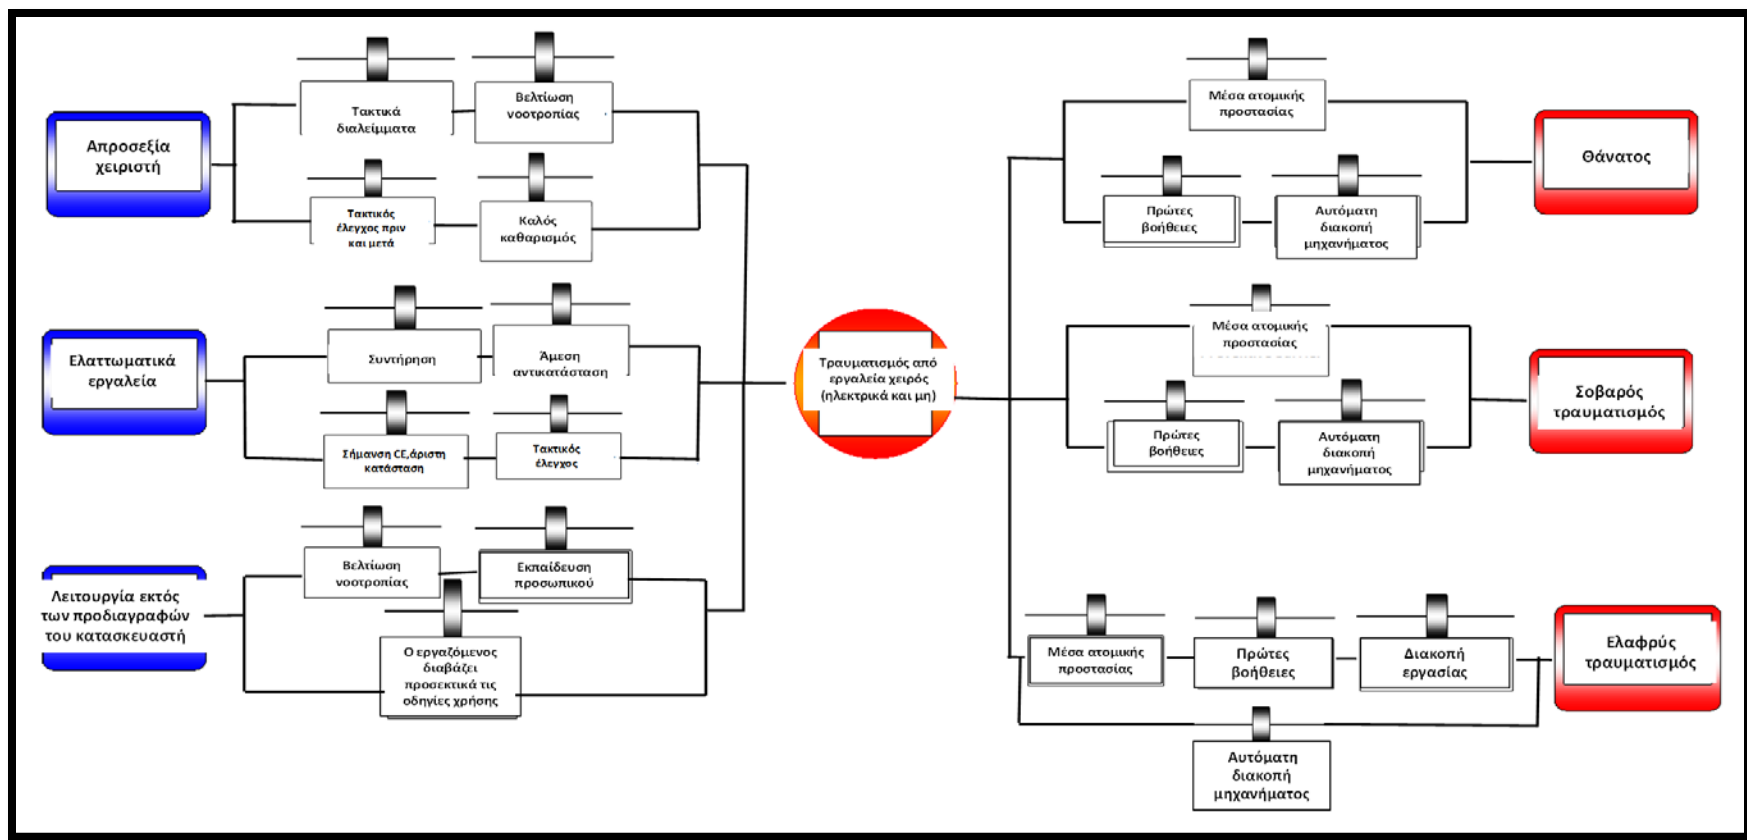 Απροσεξία
χειριστή
Τακτικά
διαλείμματα
Βελτίωση
νοοτροπίας
Τακτικός
έλεγχος πριν
και μετά
Καλός
καθαρισμός
Ελαττωματικά
εργαλεία
Συντήρηση
Άμεση
αντικατάσταση
Σήμανση CE,άριστη
κατάσταση
Τακτικός
έλεγχος
Λειτουργία εκτός
των προδιαγραφών
του κατασκευαστή
Βελτίωση
νοοτροπίας
Εκπαίδευση
προσωπικού
Ο εργαζόμενος
διαβάζει
προσεκτικά τις
οδηγίες χρήσης
Τραυματισμός από
εργαλεία χειρός
(ηλεκτρικά και μη)
Μέσα ατομικής
προστασίας
Πρώτες
βοήθειες
Αυτόματη
διακοπή
μηχανήματος
Θάνατος
Μέσα ατομικής
προστασίας
Πρώτες
βοήθειες
Αυτόματη
διακοπή
μηχανήματος
Σοβαρός
τραυματισμός
Μέσα ατομικής
προστασίας
Πρώτες
βοήθειες
Διακοπή
εργασίας
Αυτόματη
διακοπή
μηχανήματος
Ελαφρύς
τραυματισμός